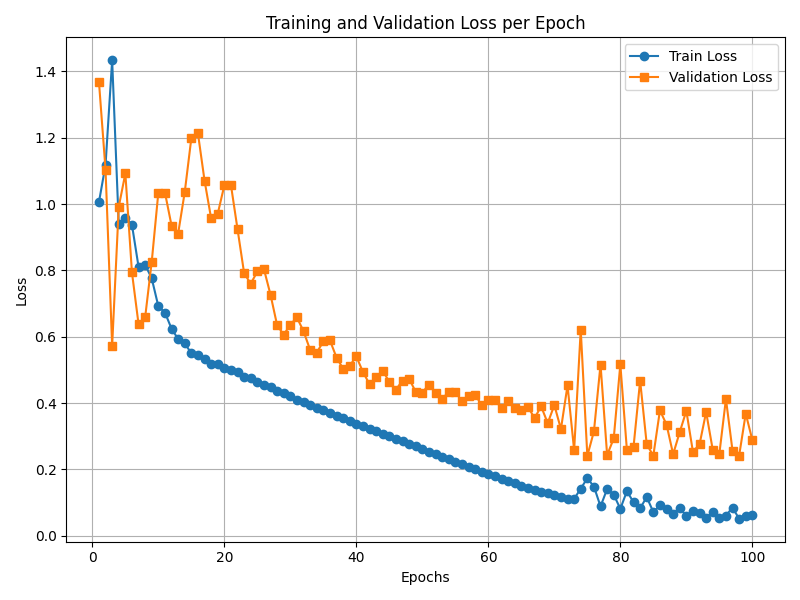 Training and Validation Loss per Epoch
Train Loss
Validation Loss
1.4
1.2
1.0
0.8
0.6
0.4
0.2
0.0
Loss
0 20 40 60 80 100
Epochs